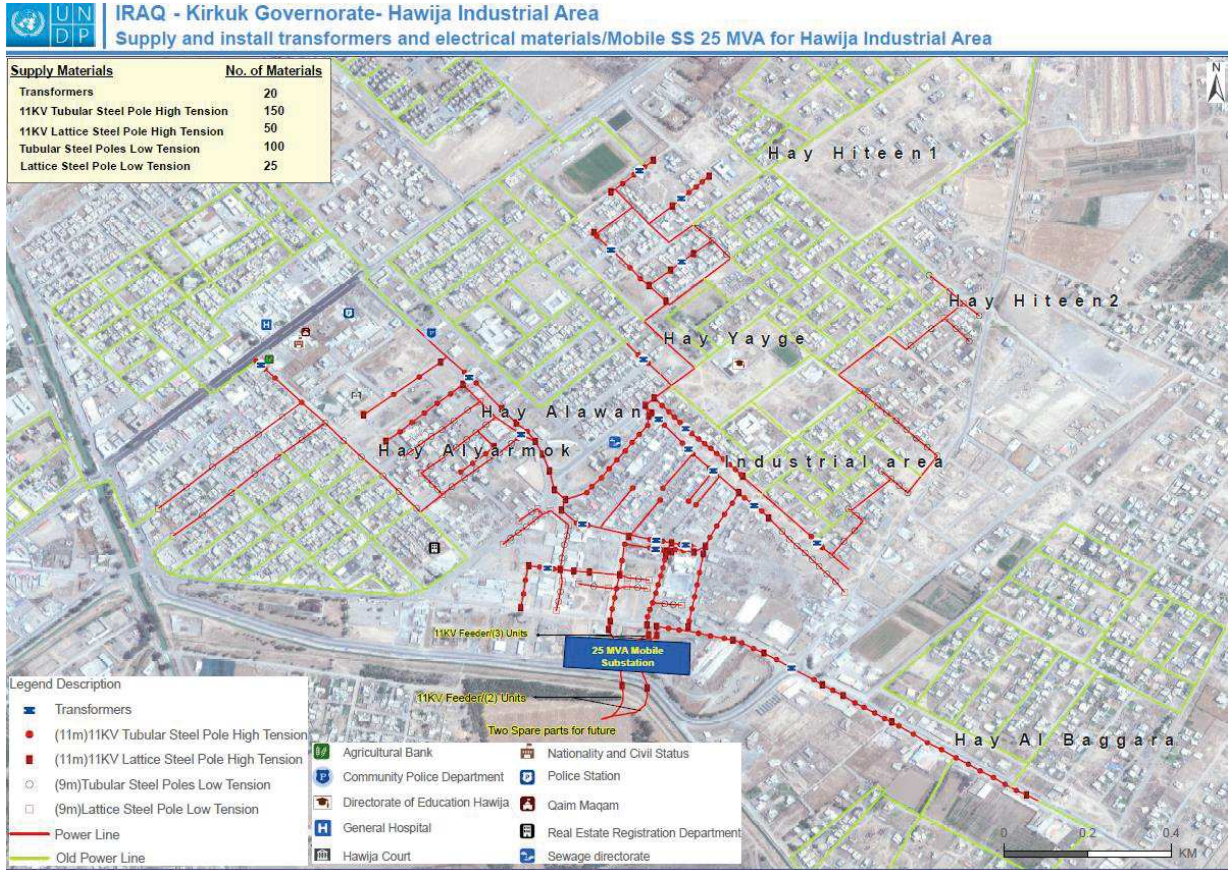 UN
DP
IRAQ - Kirkuk Governorate- Hawija Industrial Area
Supply and install transformers and electrical materials/Mobile SS 25 MVA for Hawija Industrial Area
Supply Materials No. of Materials
Transformers 20
11KV Tubular Steel Pole High Tension 150
11KV Lattice Steel Pole High Tension 50
Tubular Steel Poles Low Tension 100
Lattice Steel Pole Low Tension 25
N
Hay Hiteen1
Hay Hiteen2
Hay Yayge
Hay Alawan
Hay Alyarmok
Industrial area
11KV Feeder/(3) Units
25 MVA Mobile
Substation
11KV Feeder/(2) Units
Two Spare parts for future
Hay Al Baggara
Legend Description
Transformers
(11m)11KV Tubular Steel Pole High Tension
(11m)11KV Lattice Steel Pole High Tension
(9m)Tubular Steel Poles Low Tension
(9m)Lattice Steel Pole Low Tension
Power Line
Old Power Line
Agricultural Bank
Community Police Department
Directorate of Education Hawija
General Hospital
Hawija Court
Nationality and Civil Status
Police Station
Qaim Maqam
Real Estate Registration Department
Sewage directorate
0 0.2 0.4
KM